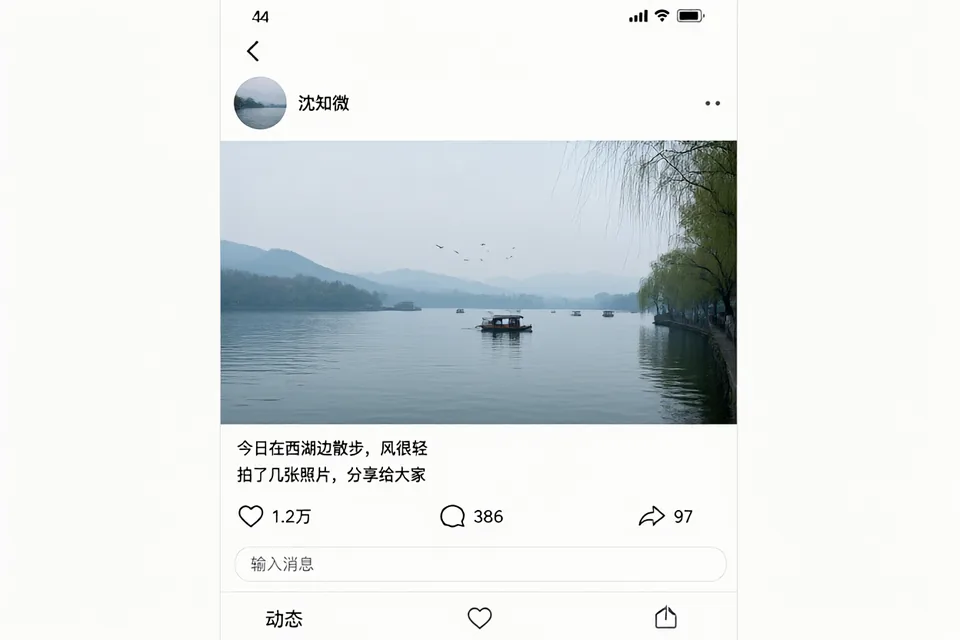 44
沈知微
今日在西湖边散步，风很轻
拍了几张照片，分享给大家
1.2万
386
97
输入消息
动态